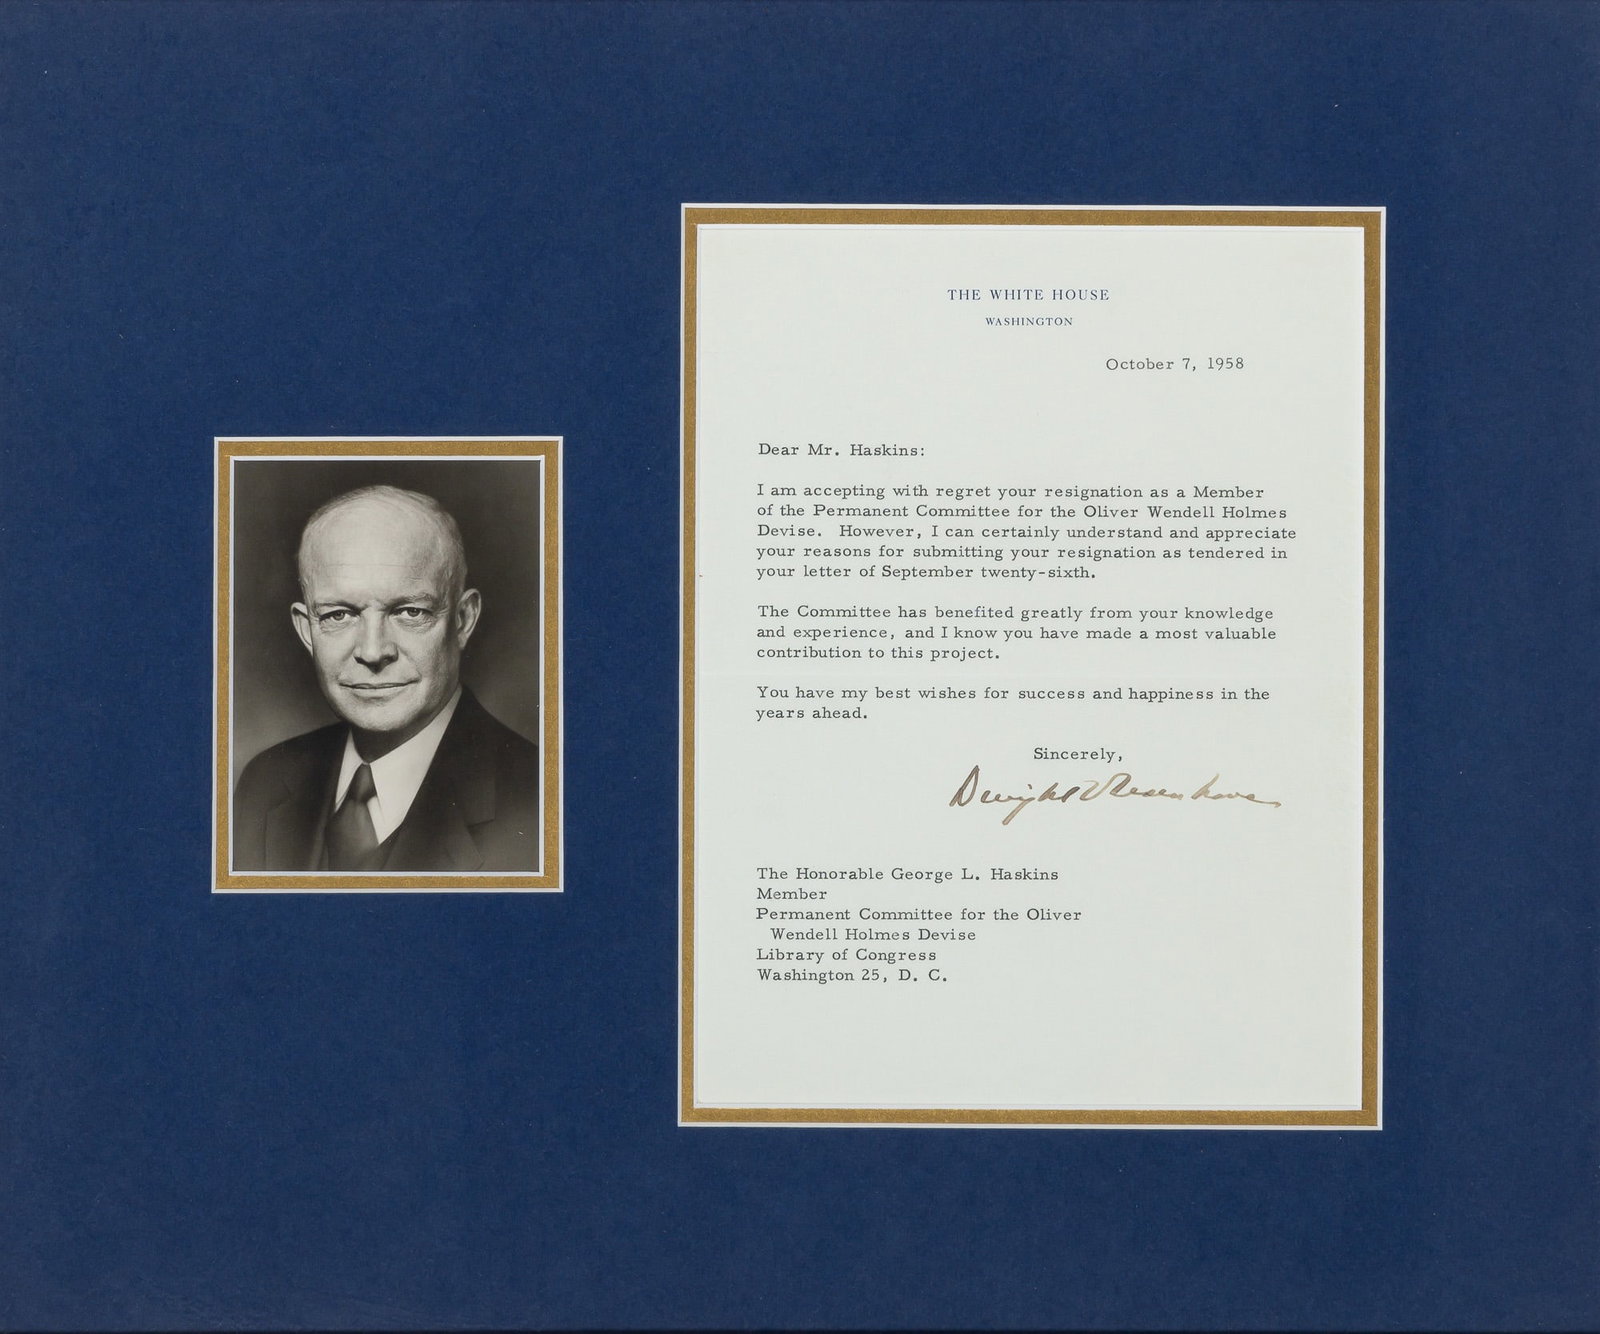 THE WHITE HOUSE
WASHINGTON
October 7, 1958
Dear Mr. Haskins:
I am accepting with regret your resignation as a Member
of the Permanent Committee for the Oliver Wendell Holmes
Devise. However, I can certainly understand and appreciate
your reasons for submitting your resignation as tendered in
your letter of September twenty-sixth.
The Committee has benefited greatly from your knowledge
and experience, and I know you have made a most valuable
contribution to this project.
You have my best wishes for success and happiness in the
years ahead.
Sincerely,
Dwight D Eisenhower
The Honorable George L. Haskins
Member
Permanent Committee for the Oliver
Wendell Holmes Devise
Library of Congress
Washington 25, D. C.